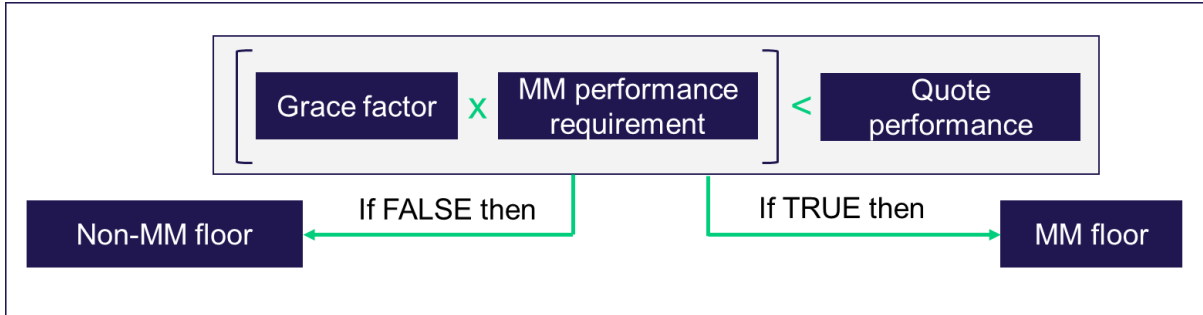 Grace factor
x
MM performance
requirement
<
Quote
performance
If FALSE then
If TRUE then
Non-MM floor
MM floor